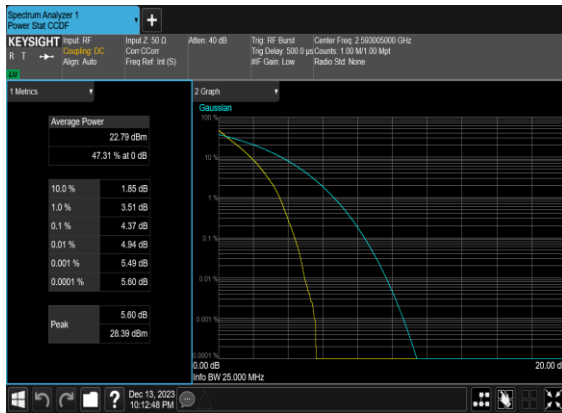 Spectrum Analyzer 1
Power Stat CCDF
KEYSIGHT
R T
LXI
Input: RF
Coupling: DC
Align: Auto
Input Z: 50 Ω
Corr CCorr
Freq Ref: Int (S)
Atten: 40 dB
Trig: RF Burst
Trig Delay: 500.0 µs
#IF Gain: Low
Center Freq: 2.593005000 GHz
Counts: 1.00 M/1.00 Mpt
Radio Std: None
1 Metrics
Average Power
22.79 dBm
47.31 % at 0 dB
10.0 % 1.85 dB
1.0 % 3.51 dB
0.1 % 4.37 dB
0.01 % 4.94 dB
0.001 % 5.49 dB
0.0001 % 5.60 dB
Peak
5.60 dB
28.39 dBm
2 Graph
Gaussian
100 %
10 %
1 %
0.1 %
0.01 %
0.001 %
0.0001 %
0.00 dB
20.00 d
Info BW 25.000 MHz
?
Dec 13, 2023
10:12:48 PM